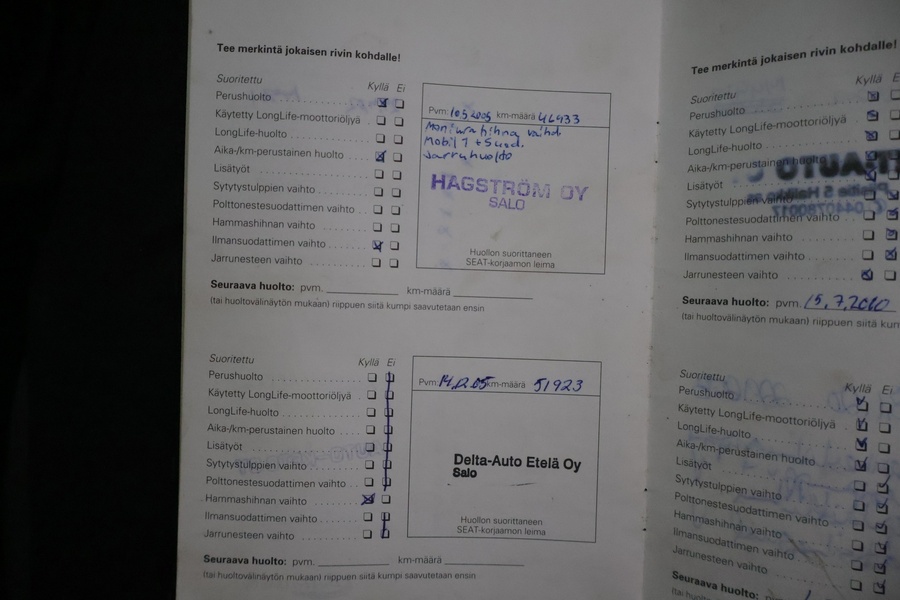 Tee merkintä jokaisen rivin kohdalle!
Suoritettu Kyllä Ei
Perushuolto
Käytetty LongLife-moottoriöljyä
LongLife-huolto
Aika-/km-perustainen huolto
Lisätyöt
Sytytystulppien vaihto
Polttonestesuodattimen vaihto
Hammashihnan vaihto
Ilmansuodattimen vaihto
Jarrunesteen vaihto
Pvm: km-määrä 46933
Moniurahihna vaihd
Mobil 1 + Suod.
Jarruhuolto
HAGSTRÖM OY
SALO
Huollon suorittaneen
SEAT-korjaamon leima
Seuraava huolto: pvm. km-määrä
(tai huoltovälinäytön mukaan) riippuen siitä kumpi saavutetaan ensin
Suoritettu Kyllä Ei
Perushuolto
Käytetty LongLife-moottoriöljyä
LongLife-huolto
Aika-/km-perustainen huolto
Lisätyöt
Sytytystulppien vaihto
Polttonestesuodattimen vaihto
Hammashihnan vaihto
Ilmansuodattimen vaihto
Jarrunesteen vaihto
Pvm: km-määrä 51923
Delta-Auto Etelä Oy
Salo
Huollon suorittaneen
SEAT-korjaamon leima
Seuraava huolto: pvm. km-määrä
(tai huoltovälinäytön mukaan) riippuen siitä kumpi saavutetaan ensin
Tee merkintä jokaisen rivin kohdalle!
Suoritettu Kyllä
Perushuolto
Käytetty LongLife-moottoriöljyä
LongLife-huolto
Aika-/km-perustainen huolto
Lisätyöt
Sytytystulppien vaihto
Polttonestesuodattimen vaihto
Hammashihnan vaihto
Ilmansuodattimen vaihto
Jarrunesteen vaihto
Seuraava huolto: pvm. 15.7.2010
(tai huoltovälinäytön mukaan) riippuen siitä kum
Suoritettu Kyllä Ei
Perushuolto
Käytetty LongLife-moottoriöljyä
LongLife-huolto
Aika-/km-perustainen huolto
Lisätyöt
Sytytystulppien vaihto
Polttonestesuodattimen vaihto
Hammashihnan vaihto
Ilmansuodattimen vaihto
Jarrunesteen vaihto
Seuraava huolto: pvm.